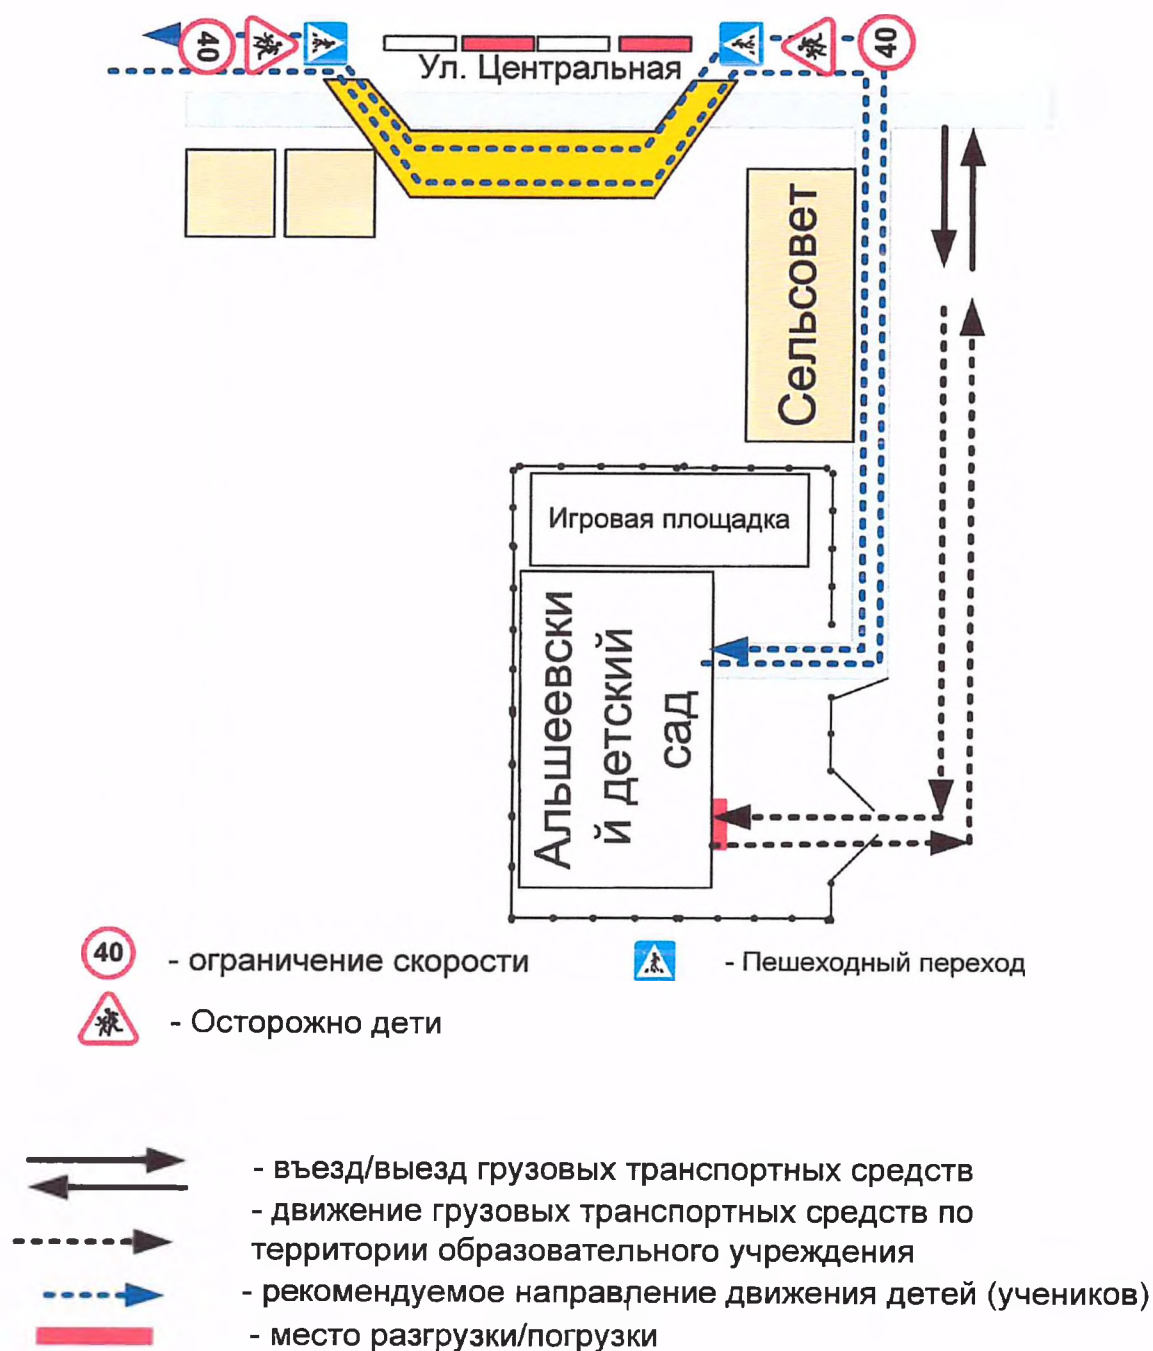 40
40
Ул. Центральная
Сельсовет
Игровая площадка
Альшеевски
й детский
сад
40 - ограничение скорости
- Пешеходный переход
- Осторожно дети
- въезд/выезд грузовых транспортных средств
- движение грузовых транспортных средств по
территории образовательного учреждения
- рекомендуемое направление движения детей (учеников)
- место разгрузки/погрузки